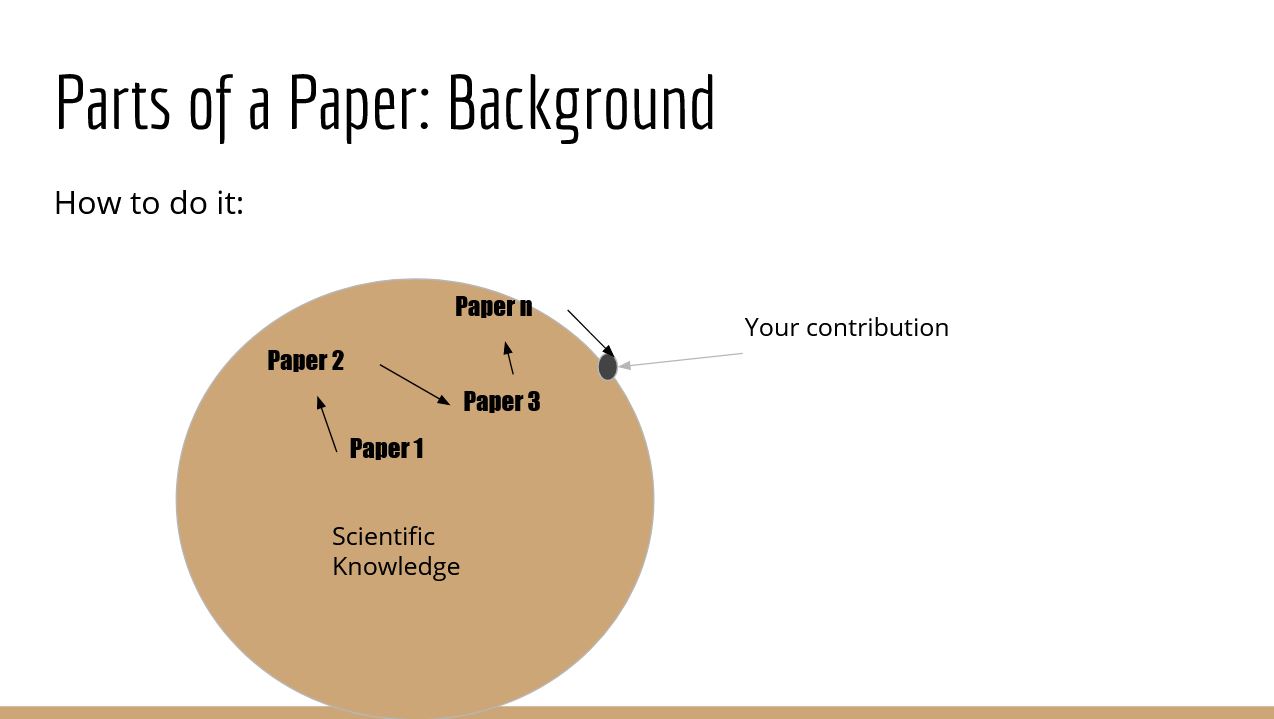 Parts of a Paper: Background
How to do it:
Paper n
Your contribution
Paper 2
Paper 3
Paper 1
Scientific
Knowledge